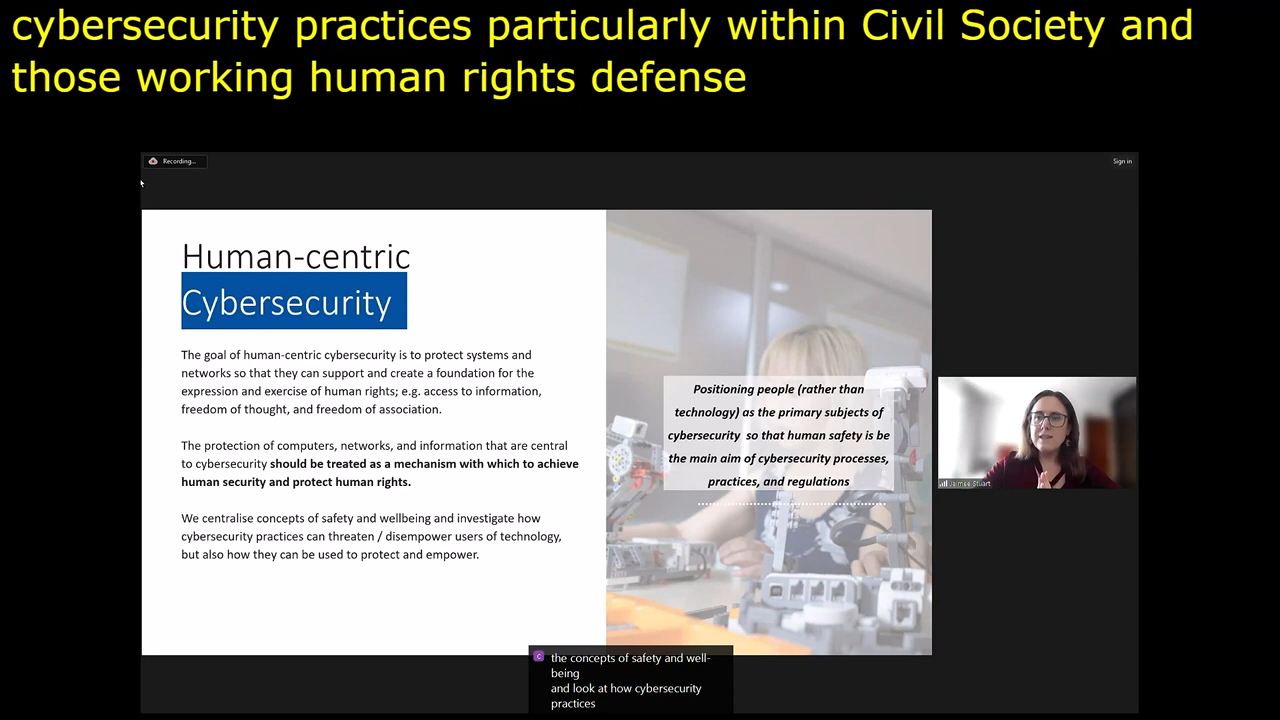 cybersecurity practices particularly within Civil Society and
those working human rights defense
Recording...
Sign in
Human-centric
Cybersecurity
The goal of human-centric cybersecurity is to protect systems and
networks so that they can support and create a foundation for the
expression and exercise of human rights; e.g. access to information,
freedom of thought, and freedom of association.
The protection of computers, networks, and information that are central
to cybersecurity should be treated as a mechanism with which to achieve
human security and protect human rights.
We centralise concepts of safety and wellbeing and investigate how
cybersecurity practices can threaten / disempower users of technology,
but also how they can be used to protect and empower.
Positioning people (rather than
technology) as the primary subjects of
cybersecurity so that human safety is be
the main aim of cybersecurity processes,
practices, and regulations
Jaimee Stuart
C
the concepts of safety and well-
being
and look at how cybersecurity
practices